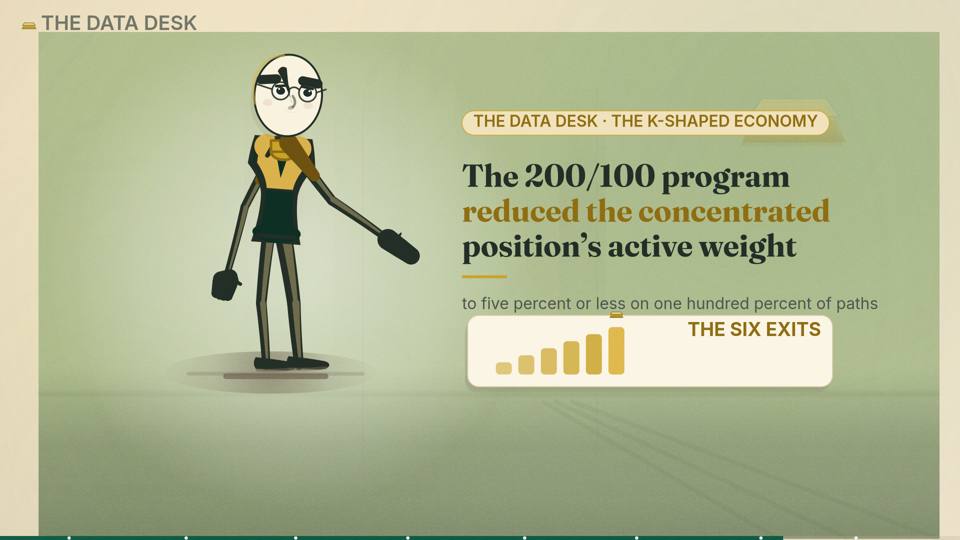 THE DATA DESK
THE DATA DESK · THE K-SHAPED ECONOMY
The 200/100 program
reduced the concentrated
position’s active weight
to five percent or less on one hundred percent of paths
THE SIX EXITS